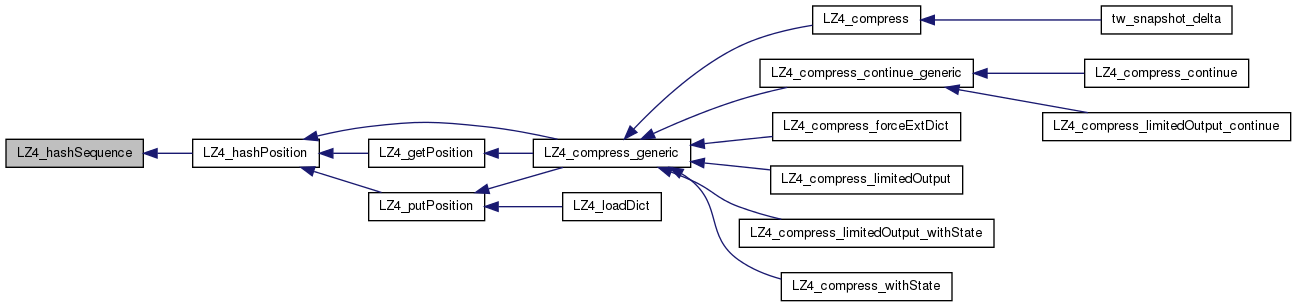 LZ4_compress
tw_snapshot_delta
LZ4_compress_continue_generic
LZ4_compress_continue
LZ4_compress_forceExtDict
LZ4_compress_limitedOutput_continue
LZ4_hashSequence
LZ4_hashPosition
LZ4_getPosition
LZ4_compress_generic
LZ4_compress_limitedOutput
LZ4_putPosition
LZ4_loadDict
LZ4_compress_limitedOutput_withState
LZ4_compress_withState